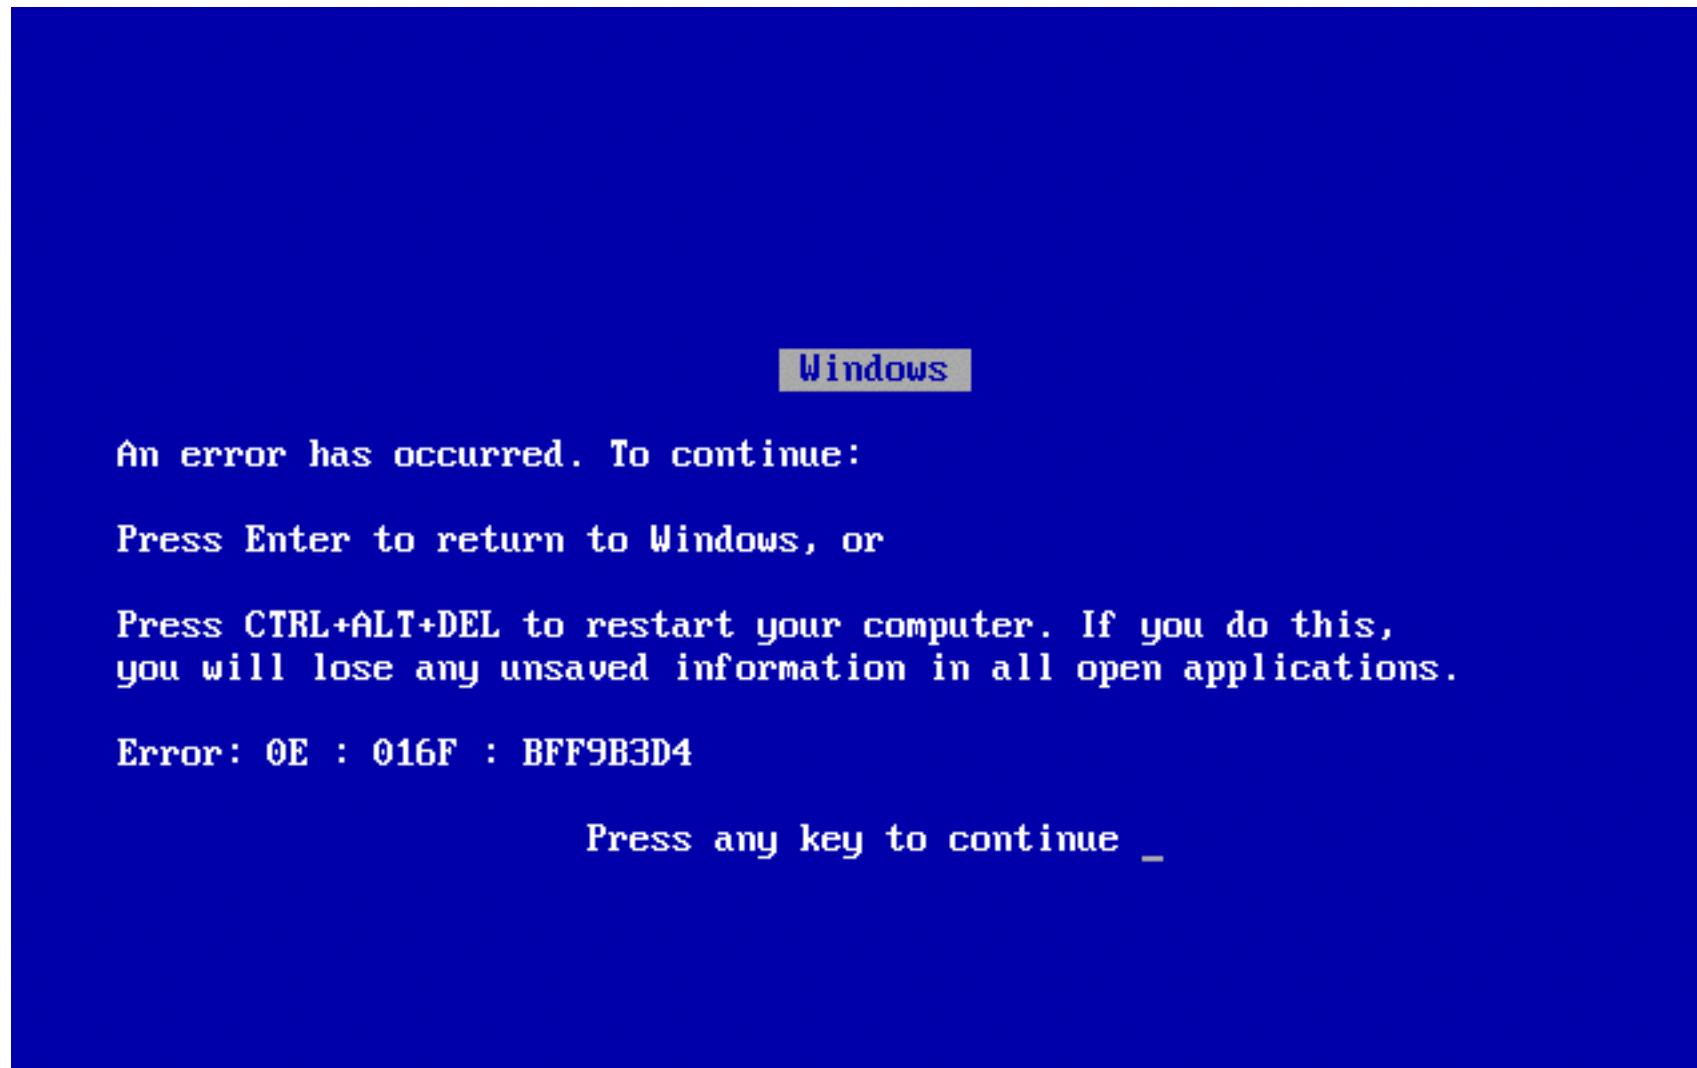 Windows
An error has occurred. To continue:
Press Enter to return to Windows, or
Press CTRL+ALT+DEL to restart your computer. If you do this,
you will lose any unsaved information in all open applications.
Error: 0E : 016F : BFF9B3D4
Press any key to continue _